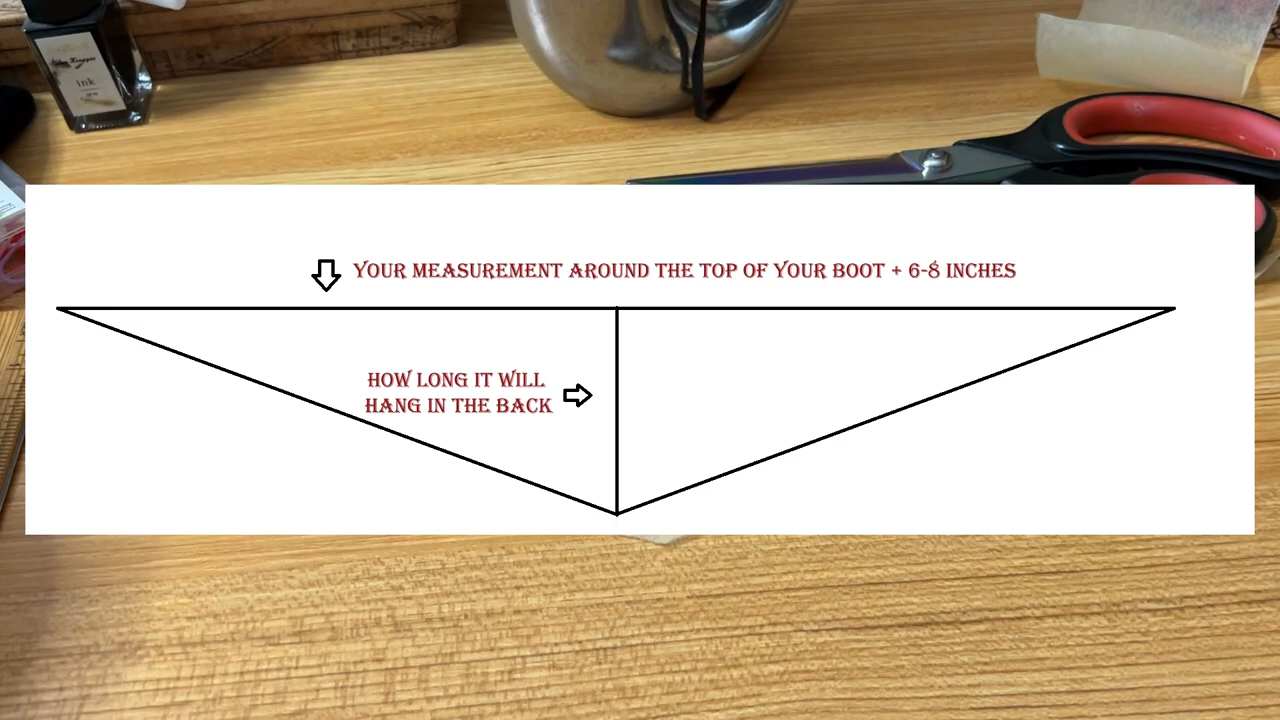 ink
YOUR MEASUREMENT AROUND THE TOP OF YOUR BOOT + 6-8 INCHES
HOW LONG IT WILL
HANG IN THE BACK